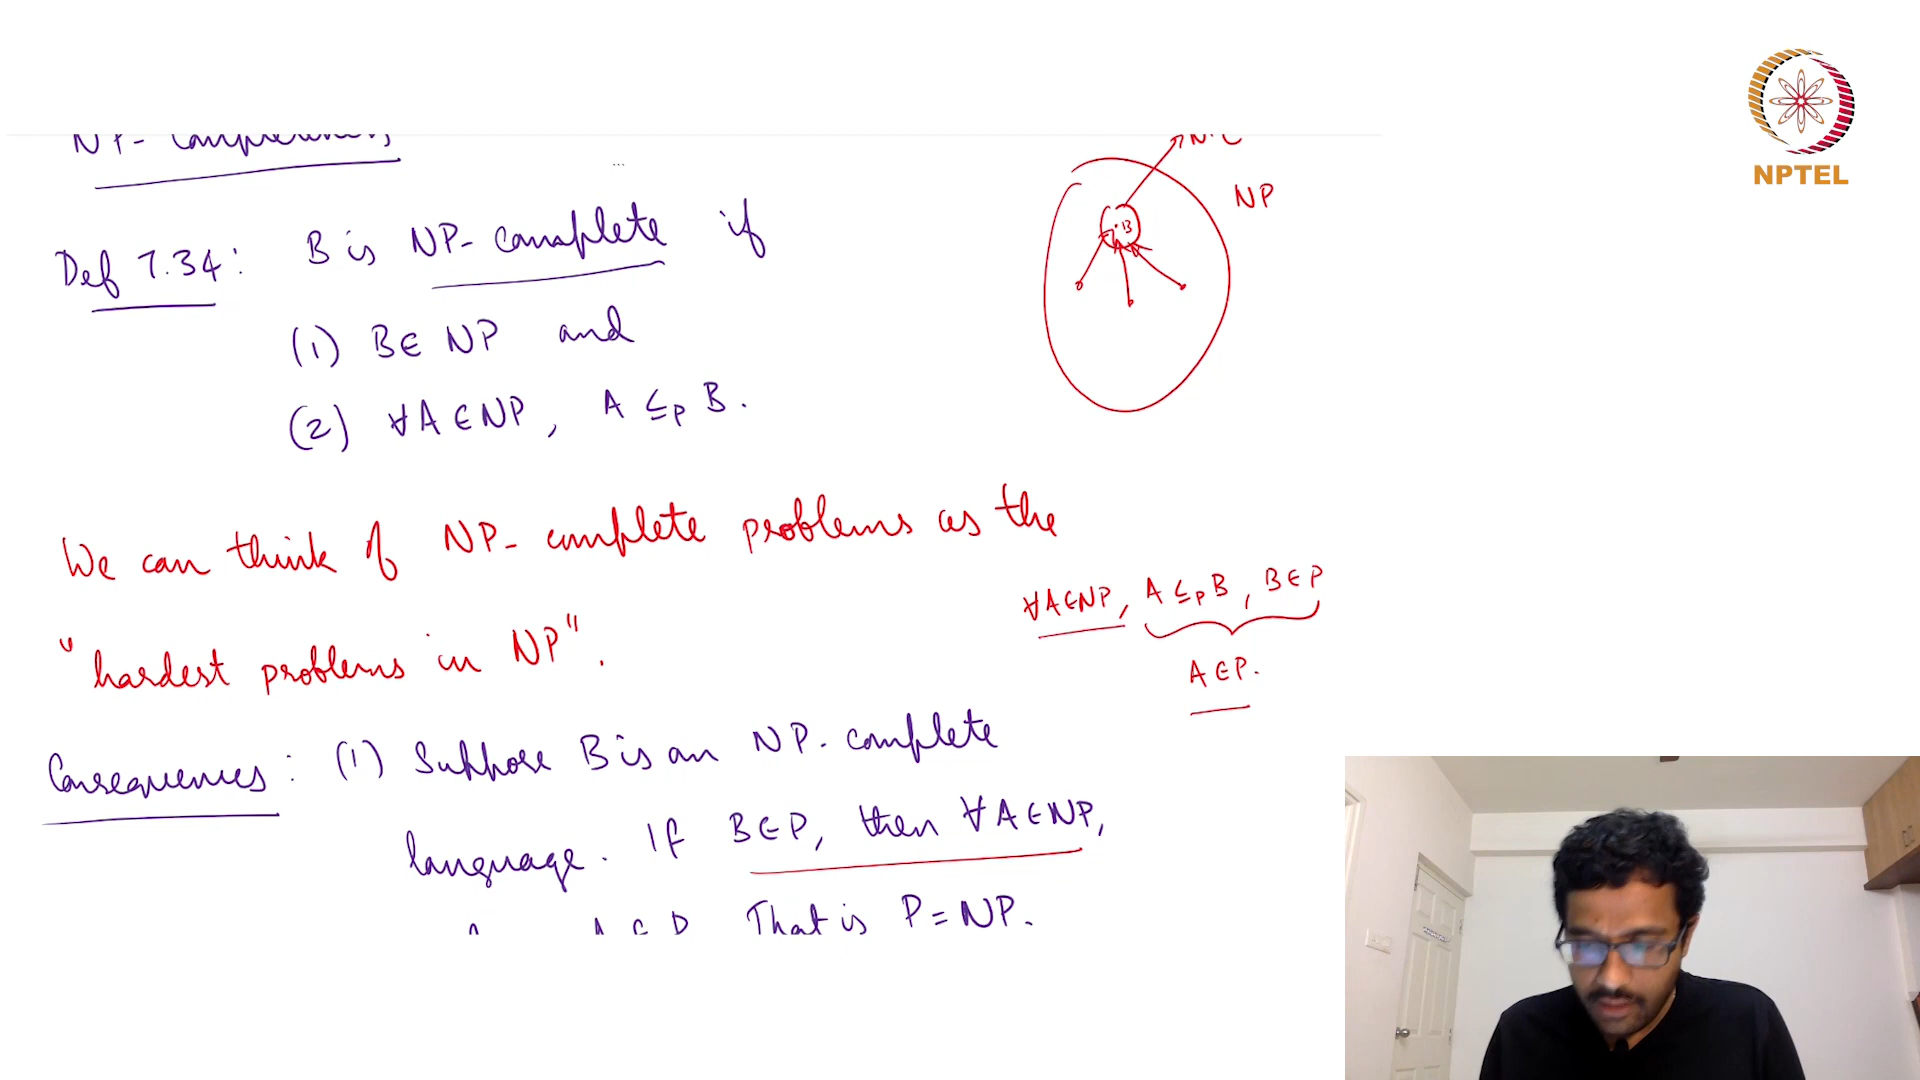 NP-
Def 7.34: B is NP-complete if
(1) B∈ NP and
(2) ∀A∈NP, A ≤p B.
We can think of NP-complete problems as the
"hardest problems in NP".
Consequences: (1) Suppose B is an NP-complete
language. If B∈P, then ∀A∈NP,
That is P=NP.
NP
B
∀A∈NP, A ≤p B, B∈P
A∈P.
NPTEL